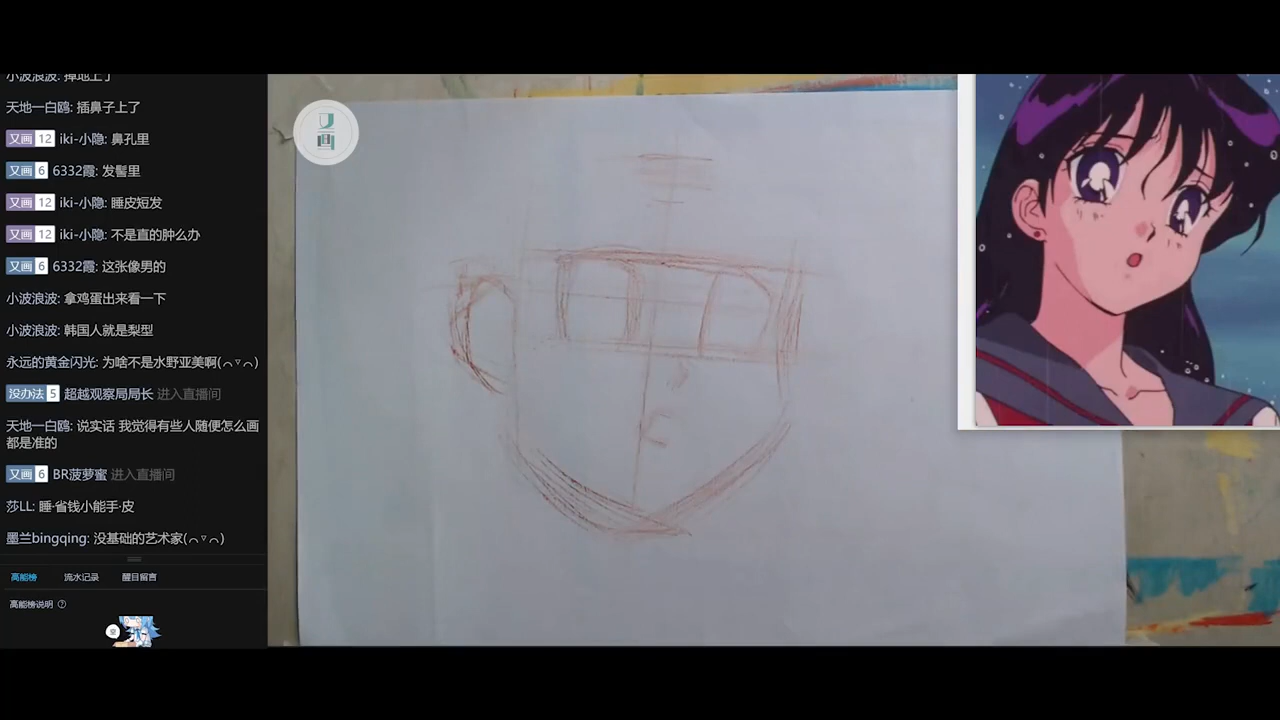 小波浪波: 掉地上了
天地一白鸥: 插鼻子上了
又画 12 iki-小隐: 鼻孔里
又画 6 6332霞: 发髻里
又画 12 iki-小隐: 睡皮短发
又画 12 iki-小隐: 不是直的肿么办
又画 6 6332霞: 这张像男的
小波浪波: 拿鸡蛋出来看一下
小波浪波: 韩国人就是梨型
永远的黄金闪光: 为啥不是水野亚美啊(⌒▽⌒)
没办法 5 超越观察局局长 进入直播间
天地一白鸥: 说实话 我觉得有些人随便怎么画
都是准的
又画 6 BR菠萝蜜 进入直播间
莎LL: 睡·省钱小能手·皮
墨兰bingqing: 没基础的艺术家(⌒▽⌒)
高能榜 流水记录 醒目留言
高能榜说明 ?